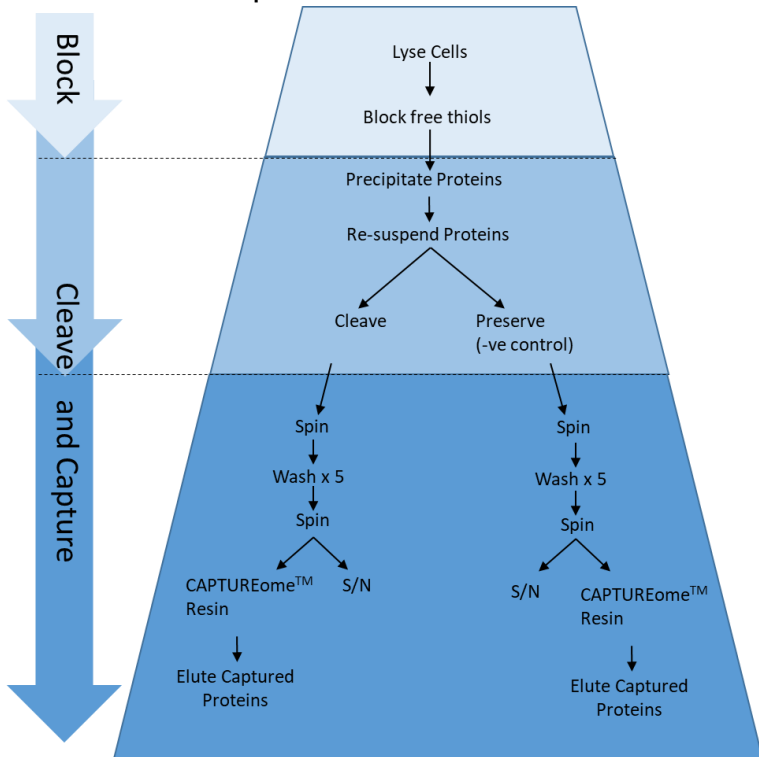 Block
Lyse Cells
Block free thiols
Precipitate Proteins
Re-suspend Proteins
Cleave
Preserve
(-ve control)
Cleave and Capture
Spin
Wash x 5
Spin
CAPTUREome™
Resin
S/N
Elute Captured
Proteins
Spin
Wash x 5
Spin
S/N
CAPTUREome™
Resin
Elute Captured
Proteins